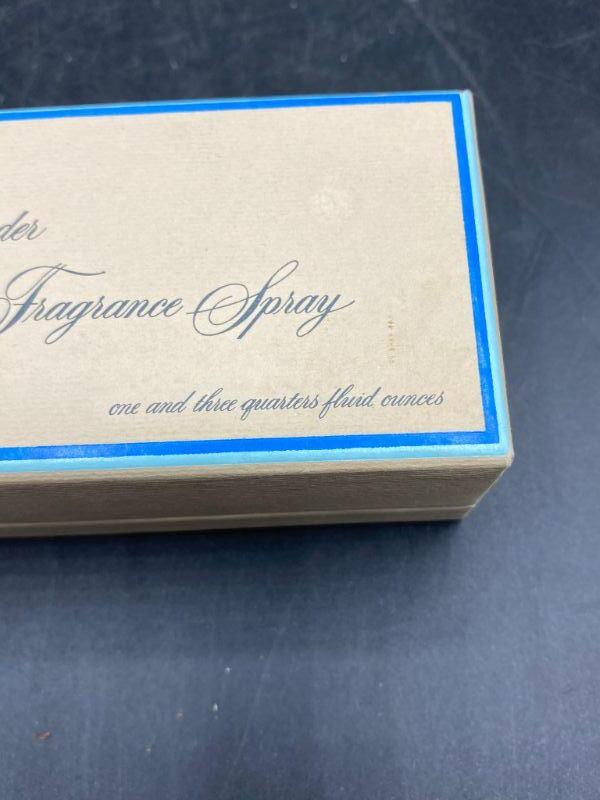 der
Fragrance Spray
one and three quarters fluid ounces